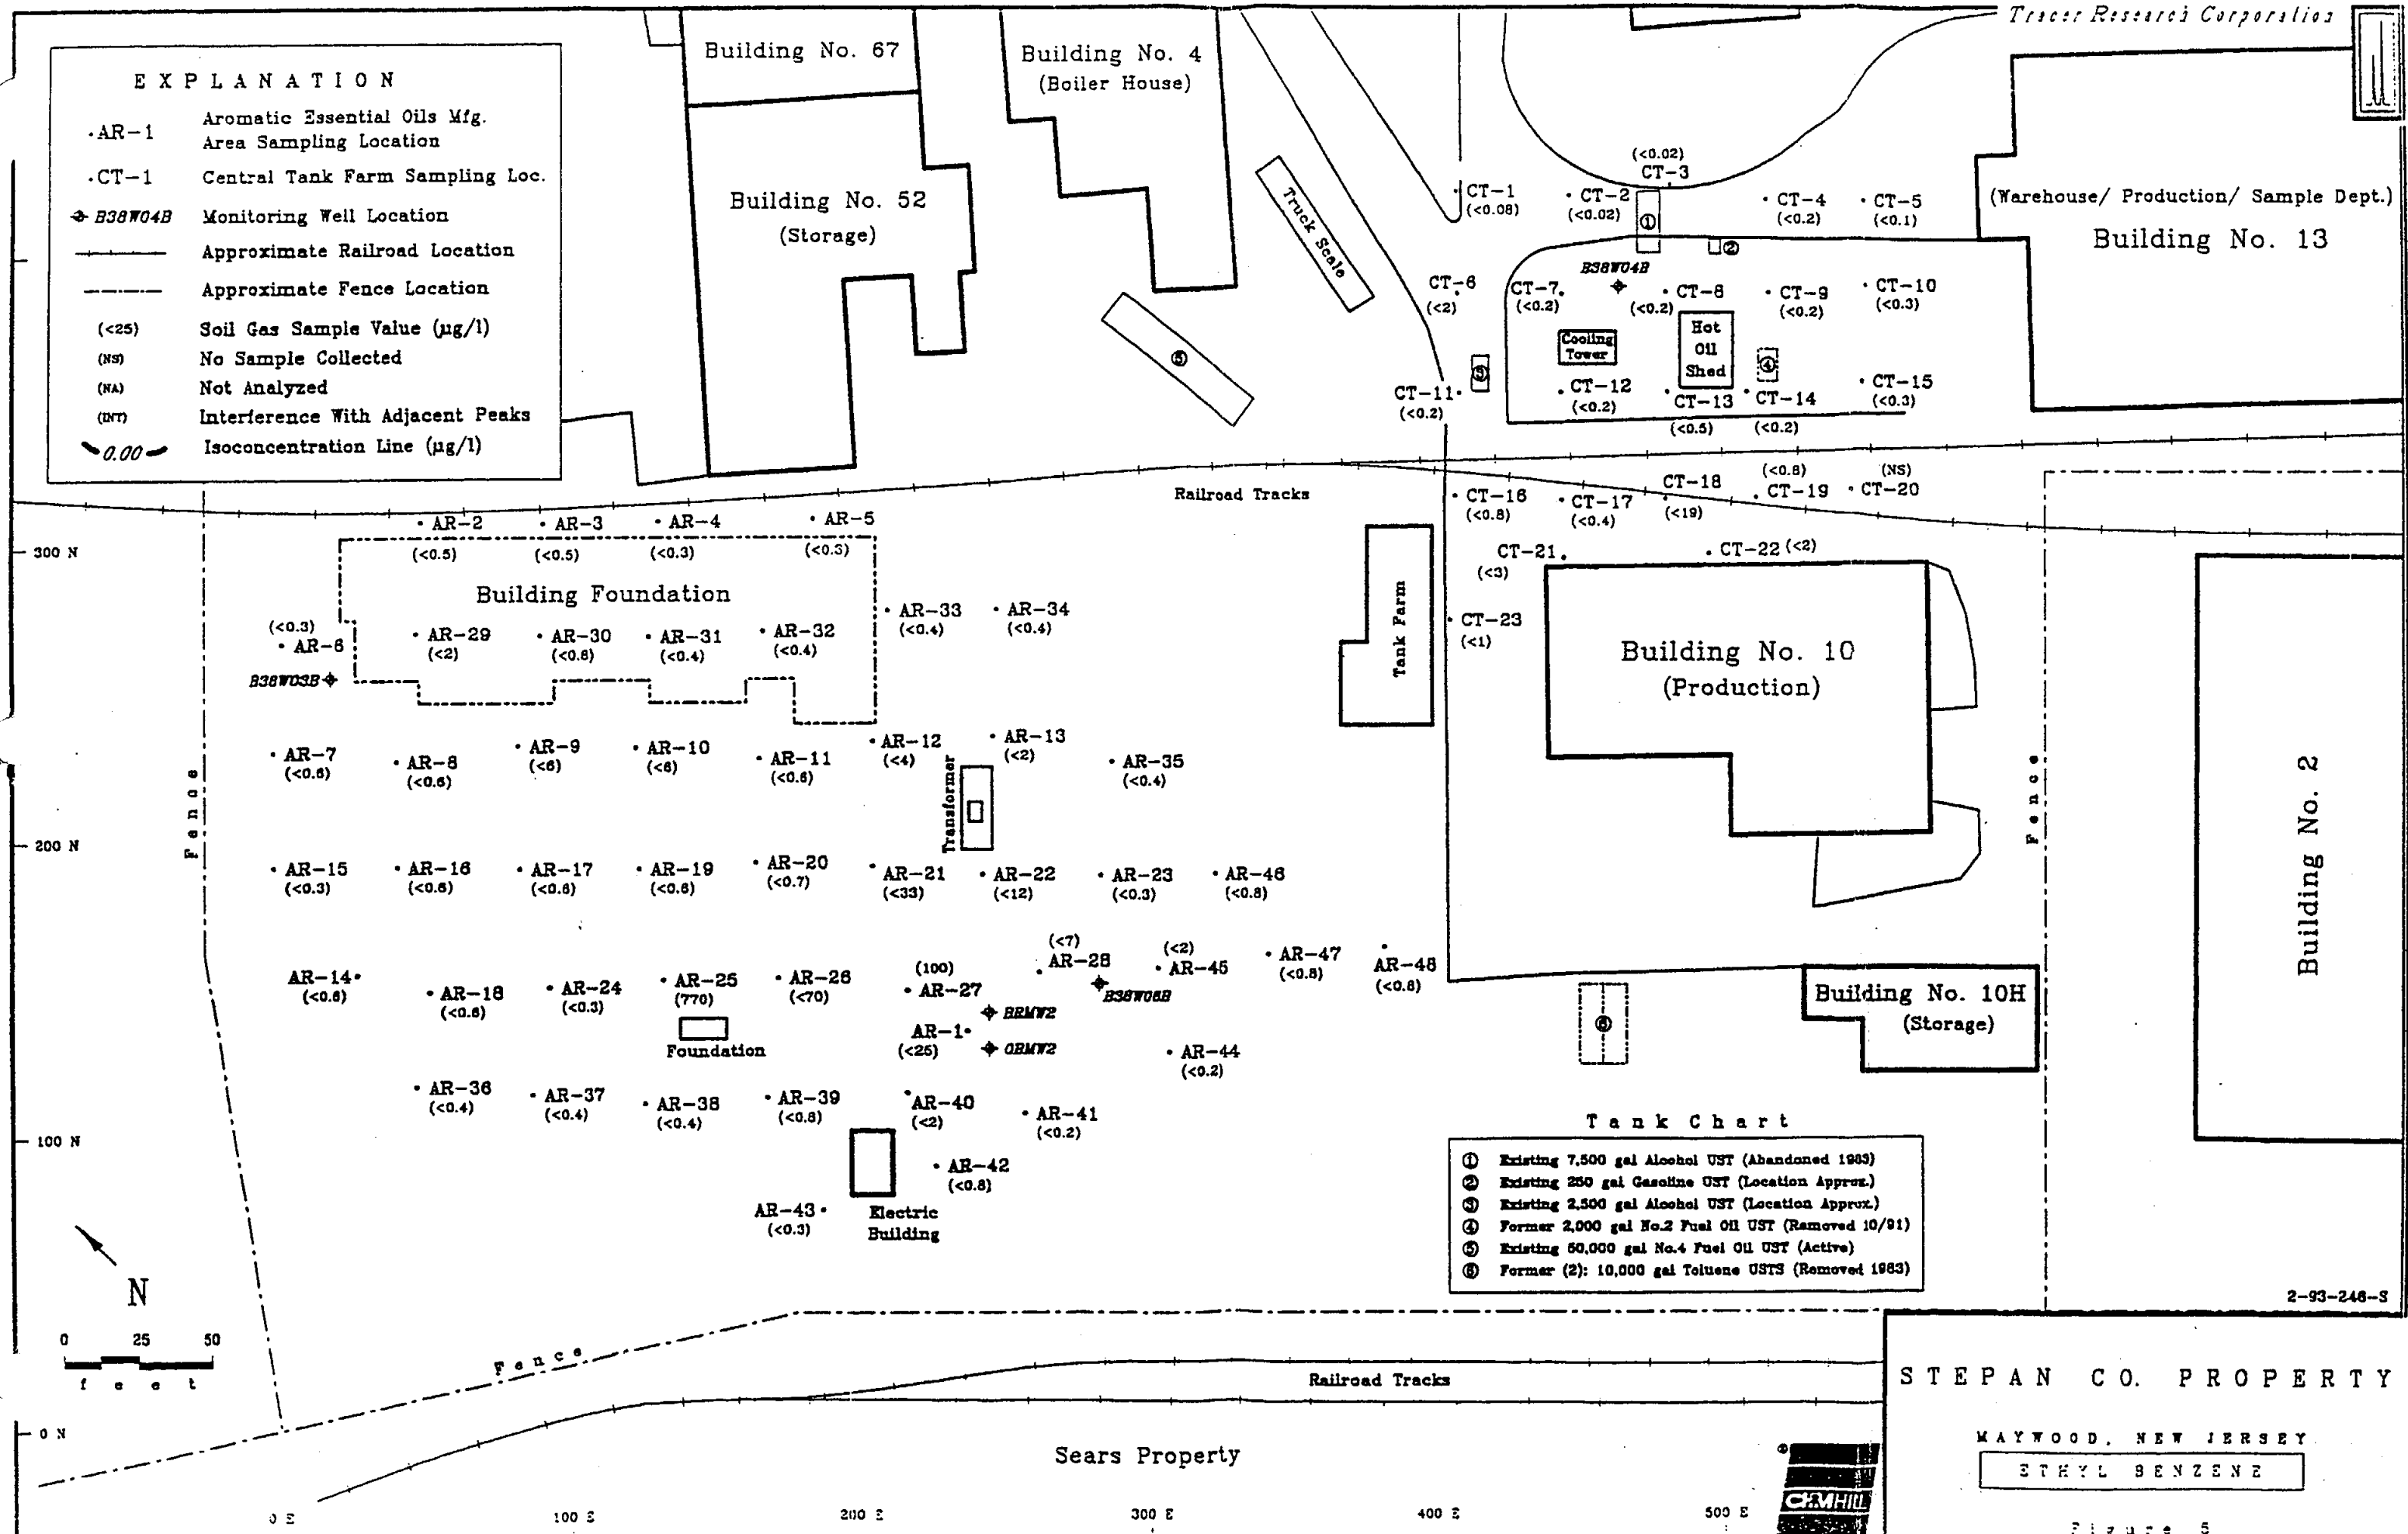 Tracer Research Corporation
EXPLANATION
AR-1 Aromatic Essential Oils Mfg.
Area Sampling Location
CT-1 Central Tank Farm Sampling Loc.
B38W04B Monitoring Well Location
Approximate Railroad Location
Approximate Fence Location
(<25) Soil Gas Sample Value (µg/l)
(NS) No Sample Collected
(NA) Not Analyzed
(INT) Interference With Adjacent Peaks
0.00 Isoconcentration Line (µg/l)
Building No. 67
Building No. 4
(Boiler House)
Building No. 52
(Storage)
Truck Scale
⑤
(Warehouse/ Production/ Sample Dept.)
Building No. 13
CT-1
(<0.08)
CT-2
(<0.02)
(<0.02)
CT-3
①
CT-4
(<0.2)
CT-5
(<0.1)
②
B38W04B
CT-6
(<2)
CT-7
(<0.2)
CT-8
(<0.2)
CT-9
(<0.2)
CT-10
(<0.3)
Cooling
Tower
Hot
Oil
Shed
③
④
CT-11
(<0.2)
CT-12
(<0.2)
CT-13
(<0.5)
CT-14
(<0.2)
CT-15
(<0.3)
Railroad Tracks
CT-16
(<0.8)
CT-17
(<0.4)
CT-18
(<19)
(<0.8)
CT-19
(NS)
CT-20
CT-21
(<3)
CT-22 (<2)
CT-23
(<1)
Tank Farm
Building No. 10
(Production)
Fence
Building No. 2
300 N
AR-2
(<0.5)
AR-3
(<0.5)
AR-4
(<0.3)
AR-5
(<0.3)
Building Foundation
(<0.3)
AR-6
B38W03B
AR-29
(<2)
AR-30
(<0.8)
AR-31
(<0.4)
AR-32
(<0.4)
AR-33
(<0.4)
AR-34
(<0.4)
AR-7
(<0.6)
AR-8
(<0.6)
AR-9
(<6)
AR-10
(<6)
AR-11
(<0.6)
AR-12
(<4)
AR-13
(<2)
AR-35
(<0.4)
Transformer
Fence
200 N
AR-15
(<0.3)
AR-16
(<0.6)
AR-17
(<0.6)
AR-19
(<0.6)
AR-20
(<0.7)
AR-21
(<33)
AR-22
(<12)
AR-23
(<0.3)
AR-46
(<0.8)
AR-14
(<0.6)
AR-18
(<0.6)
AR-24
(<0.3)
AR-25
(770)
AR-26
(<70)
(100)
AR-27
(<7)
AR-28
(<2)
AR-45
AR-47
(<0.8)
AR-48
(<0.8)
B38W06B
BRMW2
AR-1
(<25)
OBMW2
Foundation
AR-44
(<0.2)
⑥
Building No. 10H
(Storage)
AR-36
(<0.4)
AR-37
(<0.4)
AR-38
(<0.4)
AR-39
(<0.8)
AR-40
(<2)
AR-41
(<0.2)
100 N
AR-42
(<0.8)
AR-43
(<0.3)
Electric
Building
Tank Chart
① Existing 7,500 gal Alcohol UST (Abandoned 1983)
② Existing 250 gal Gasoline UST (Location Approx.)
③ Existing 2,500 gal Alcohol UST (Location Approx.)
④ Former 2,000 gal No.2 Fuel Oil UST (Removed 10/91)
⑤ Existing 50,000 gal No.4 Fuel Oil UST (Active)
⑥ Former (2): 10,000 gal Toluene USTS (Removed 1983)
2-93-246-S
N
0 25 50
feet
Fence
Railroad Tracks
0 N
Sears Property
0 E 100 E 200 E 300 E 400 E 500 E
CH2MHILL
STEPAN CO. PROPERTY
MAYWOOD, NEW JERSEY
ETHYL BENZENE
Figure 5